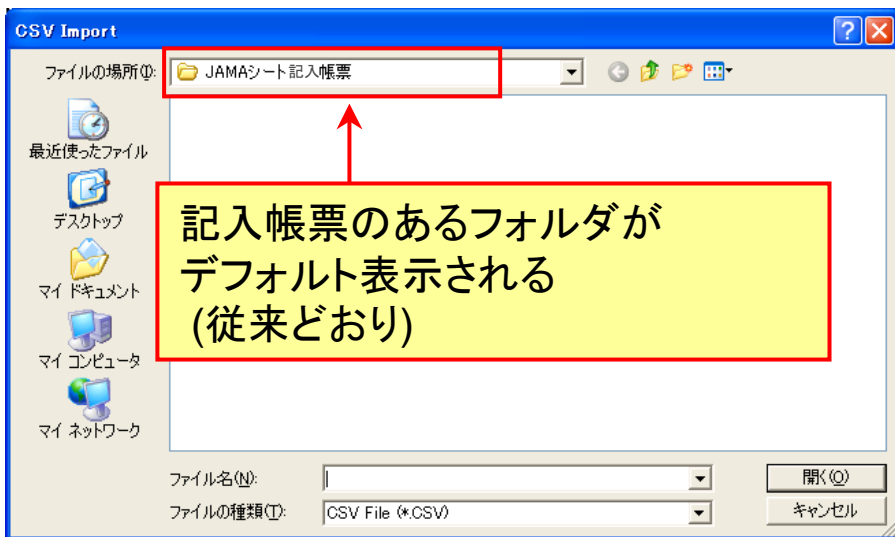 CSV Import
ファイルの場所(I):
JAMAシート記入帳票
最近使ったファイル
デスクトップ
記入帳票のあるフォルダが
デフォルト表示される
(従来どおり)
マイ ドキュメント
マイ コンピュータ
マイ ネットワーク
ファイル名(N):
開く(O)
ファイルの種類(T):
CSV File (*.CSV)
キャンセル